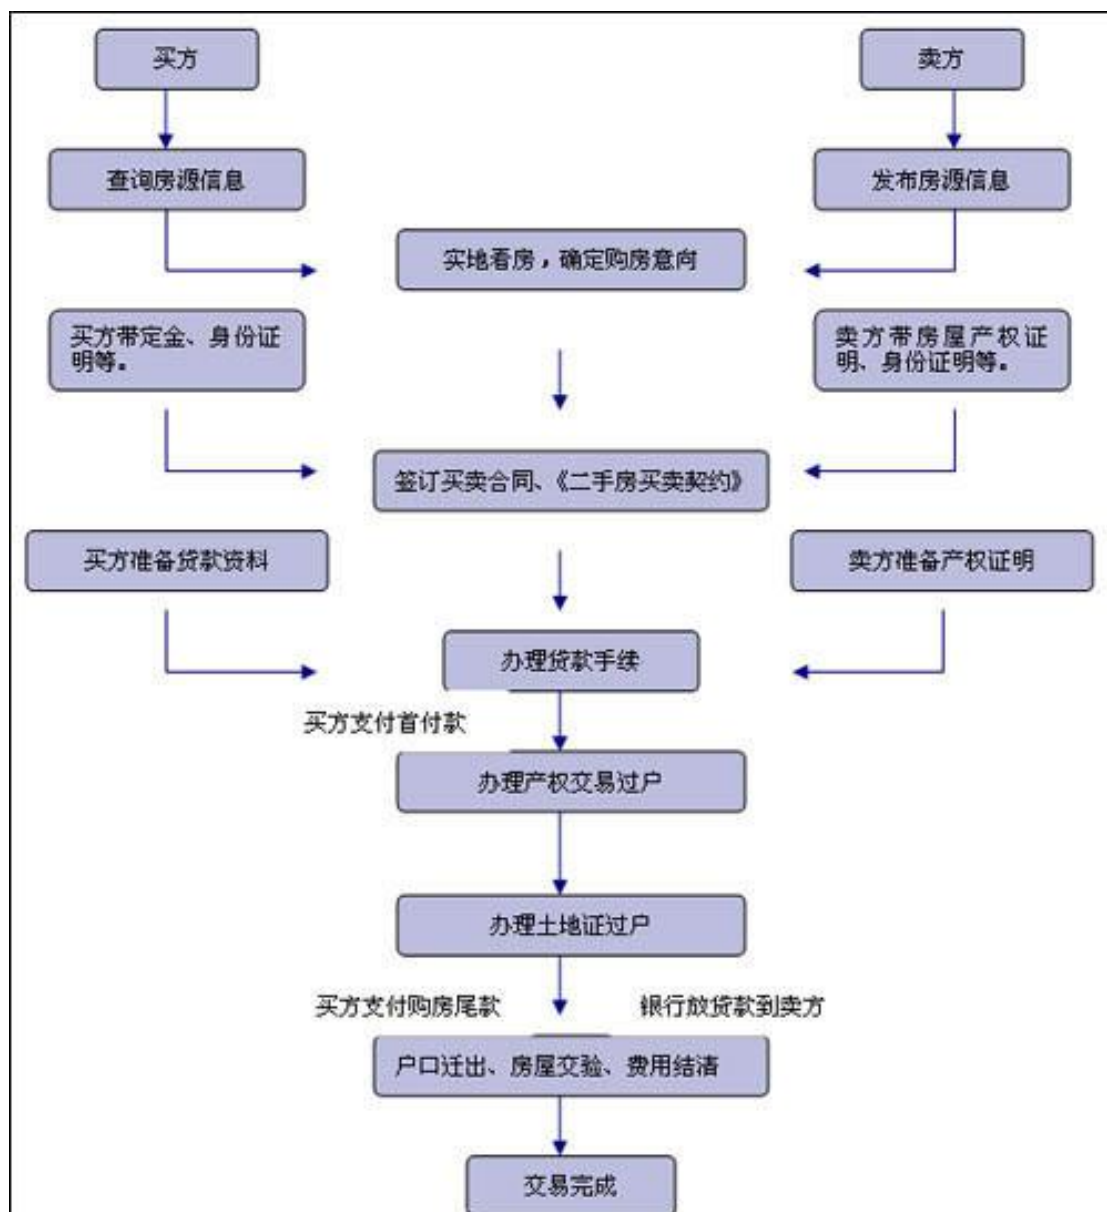 买方
卖方
查询房源信息
发布房源信息
实地看房，确定购房意向
买方带定金、身份证
明等。
卖方带房屋产权证
明、身份证明等。
签订买卖合同、《二手房买卖契约》
买方准备贷款资料
卖方准备产权证明
办理贷款手续
买方支付首付款
办理产权交易过户
办理土地证过户
买方支付购房尾款
银行放贷款到卖方
户口迁出、房屋交验、费用结清
交易完成